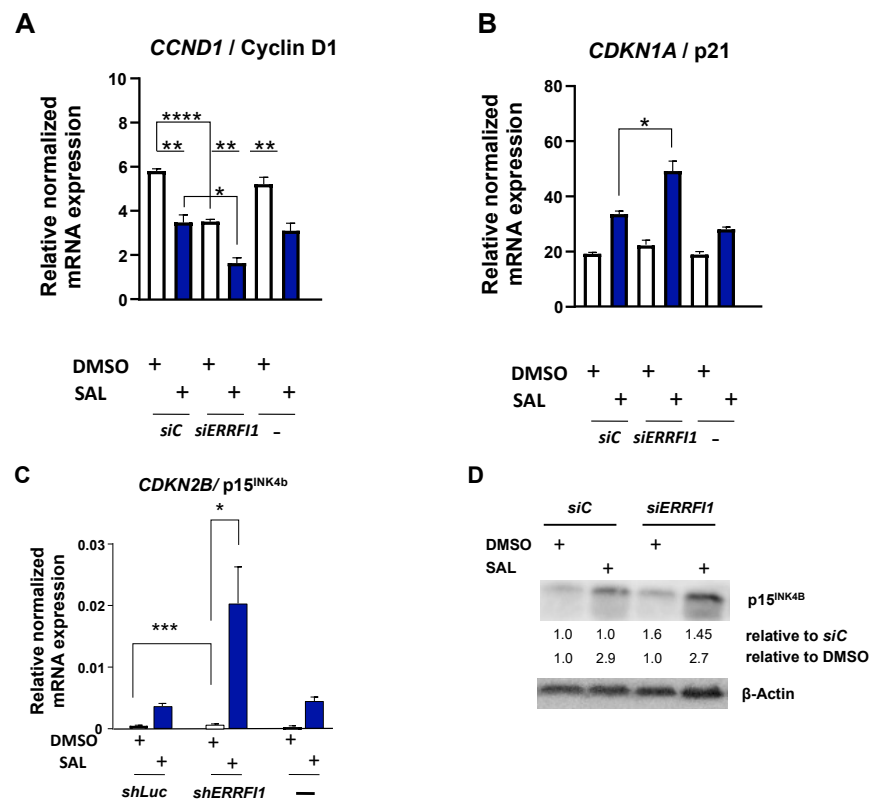 A
CCND1 / Cyclin D1
Relative normalized
mRNA expression
10
8
6
4
2
0
****
** ** **
*
DMSO + + +
SAL + + +
siC siERRFI1 -
B
CDKN1A / p21
Relative normalized
mRNA expression
80
60
40
20
0
*
DMSO + + +
SAL + + +
siC siERRFI1 -
C
CDKN2B/ p15INK4b
Relative normalized
mRNA expression
0.03
0.02
0.01
0
*
***
DMSO + + +
SAL + + +
shLuc shERRFI1 —
D
siC siERRFI1
DMSO + +
SAL + +
p15INK4B
1.0 1.0 1.6 1.45 relative to siC
1.0 2.9 1.0 2.7 relative to DMSO
β-Actin